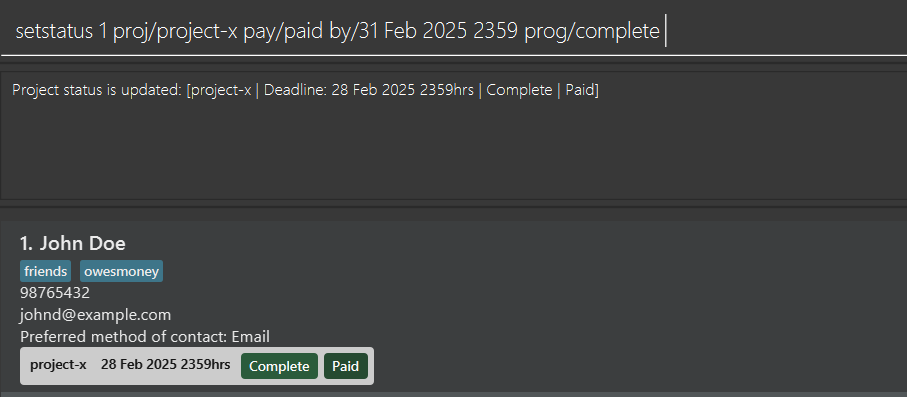 setstatus 1 proj/project-x pay/paid by/31 Feb 2025 2359 prog/complete
Project status is updated: [project-x | Deadline: 28 Feb 2025 2359hrs | Complete | Paid]
1. John Doe
friends owesmoney
98765432
johnd@example.com
Preferred method of contact: Email
project-x 28 Feb 2025 2359hrs Complete Paid